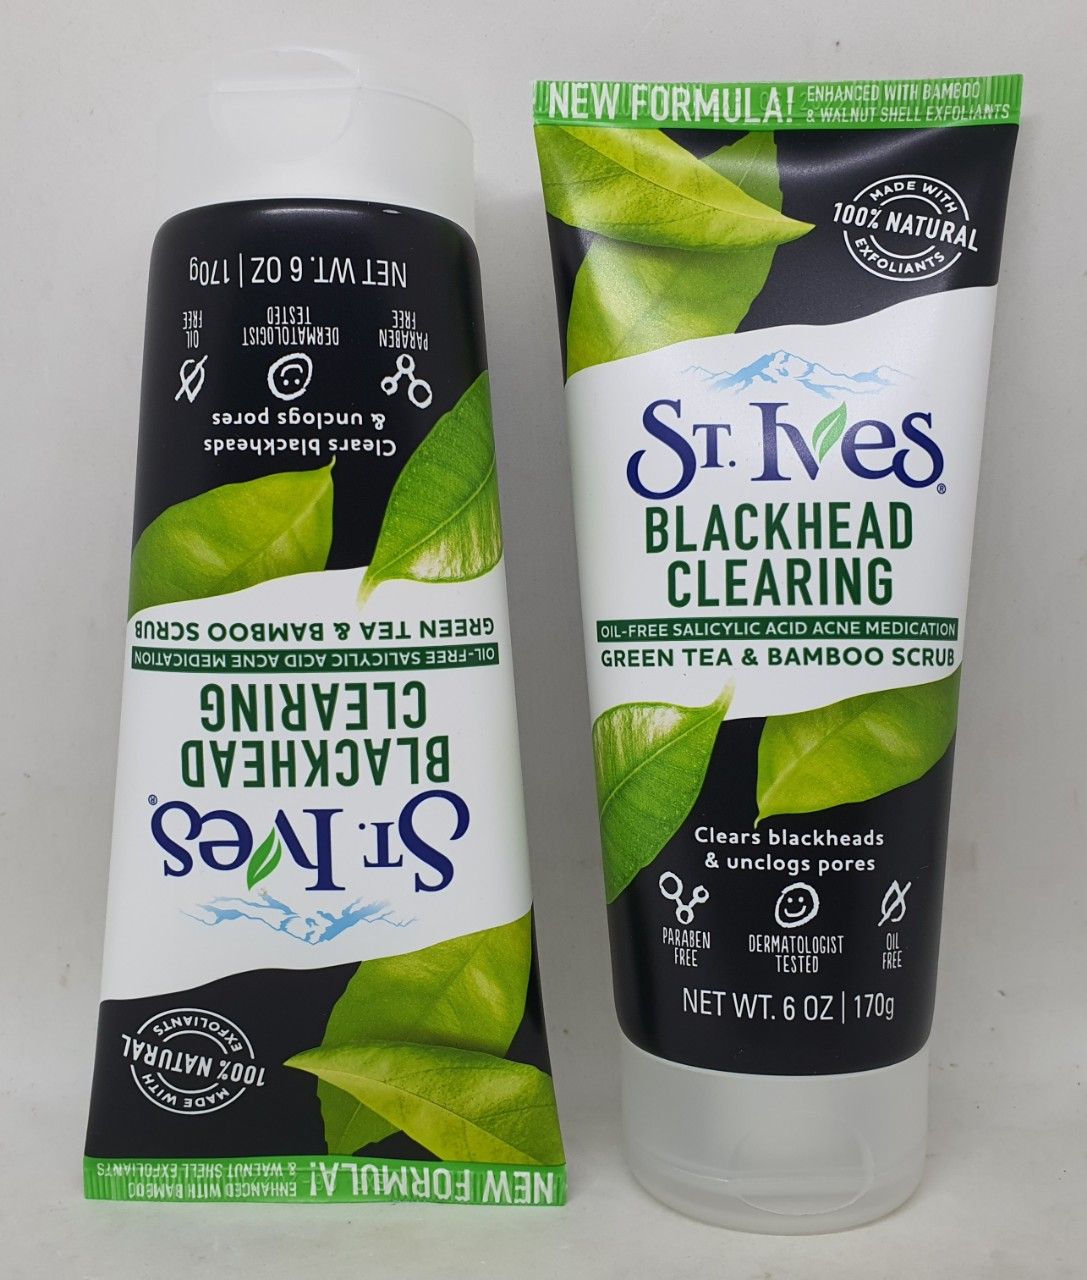 NEW FORMULA! ENHANCED WITH BAMBOO
& WALNUT SHELL EXFOLIANTS
MADE WITH
100% NATURAL
EXFOLIANTS
ST. Ives®
BLACKHEAD
CLEARING
OIL-FREE SALICYLIC ACID ACNE MEDICATION
GREEN TEA & BAMBOO SCRUB
Clears blackheads
& unclogs pores
PARABEN
FREE
DERMATOLOGIST
TESTED
OIL
FREE
NET WT. 6 OZ | 170g
NEW FORMULA! ENHANCED WITH BAMBOO
& WALNUT SHELL EXFOLIANTS
MADE WITH
100% NATURAL
EXFOLIANTS
ST. Ives®
BLACKHEAD
CLEARING
OIL-FREE SALICYLIC ACID ACNE MEDICATION
GREEN TEA & BAMBOO SCRUB
Clears blackheads
& unclogs pores
PARABEN
FREE
DERMATOLOGIST
TESTED
OIL
FREE
NET WT. 6 OZ | 170g